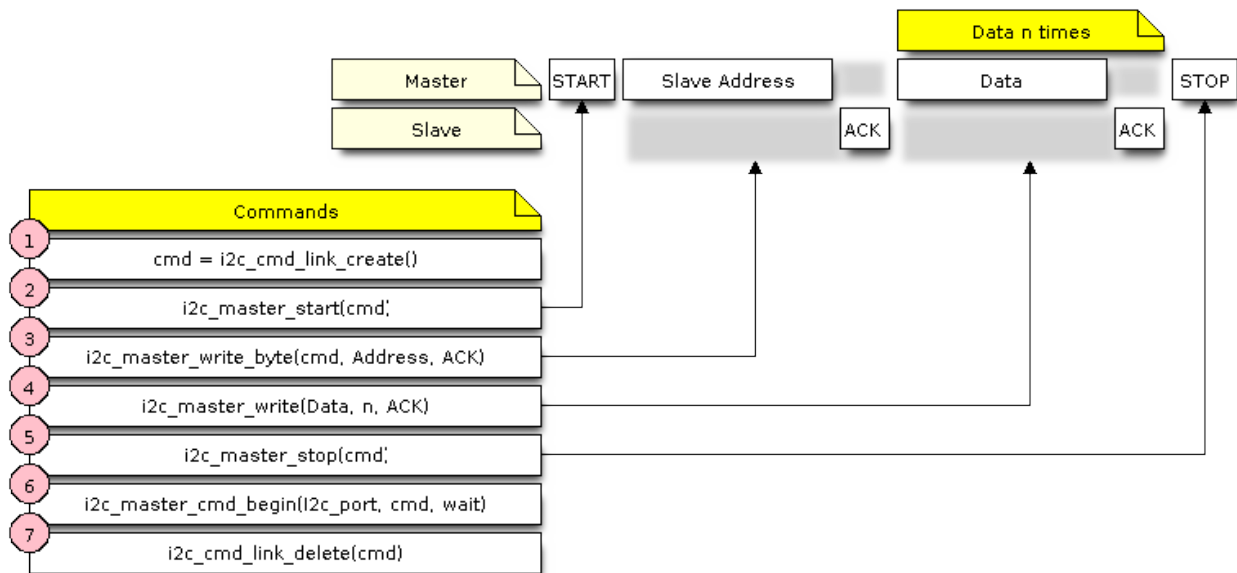 Data n times
Master START Slave Address Data STOP
Slave ACK ACK
Commands
1
cmd = i2c_cmd_link_create()
2
i2c_master_start(cmd)
3
i2c_master_write_byte(cmd, Address, ACK)
4
i2c_master_write(Data, n, ACK)
5
i2c_master_stop(cmd)
6
i2c_master_cmd_begin(I2c_port, cmd, wait)
7
i2c_cmd_link_delete(cmd)